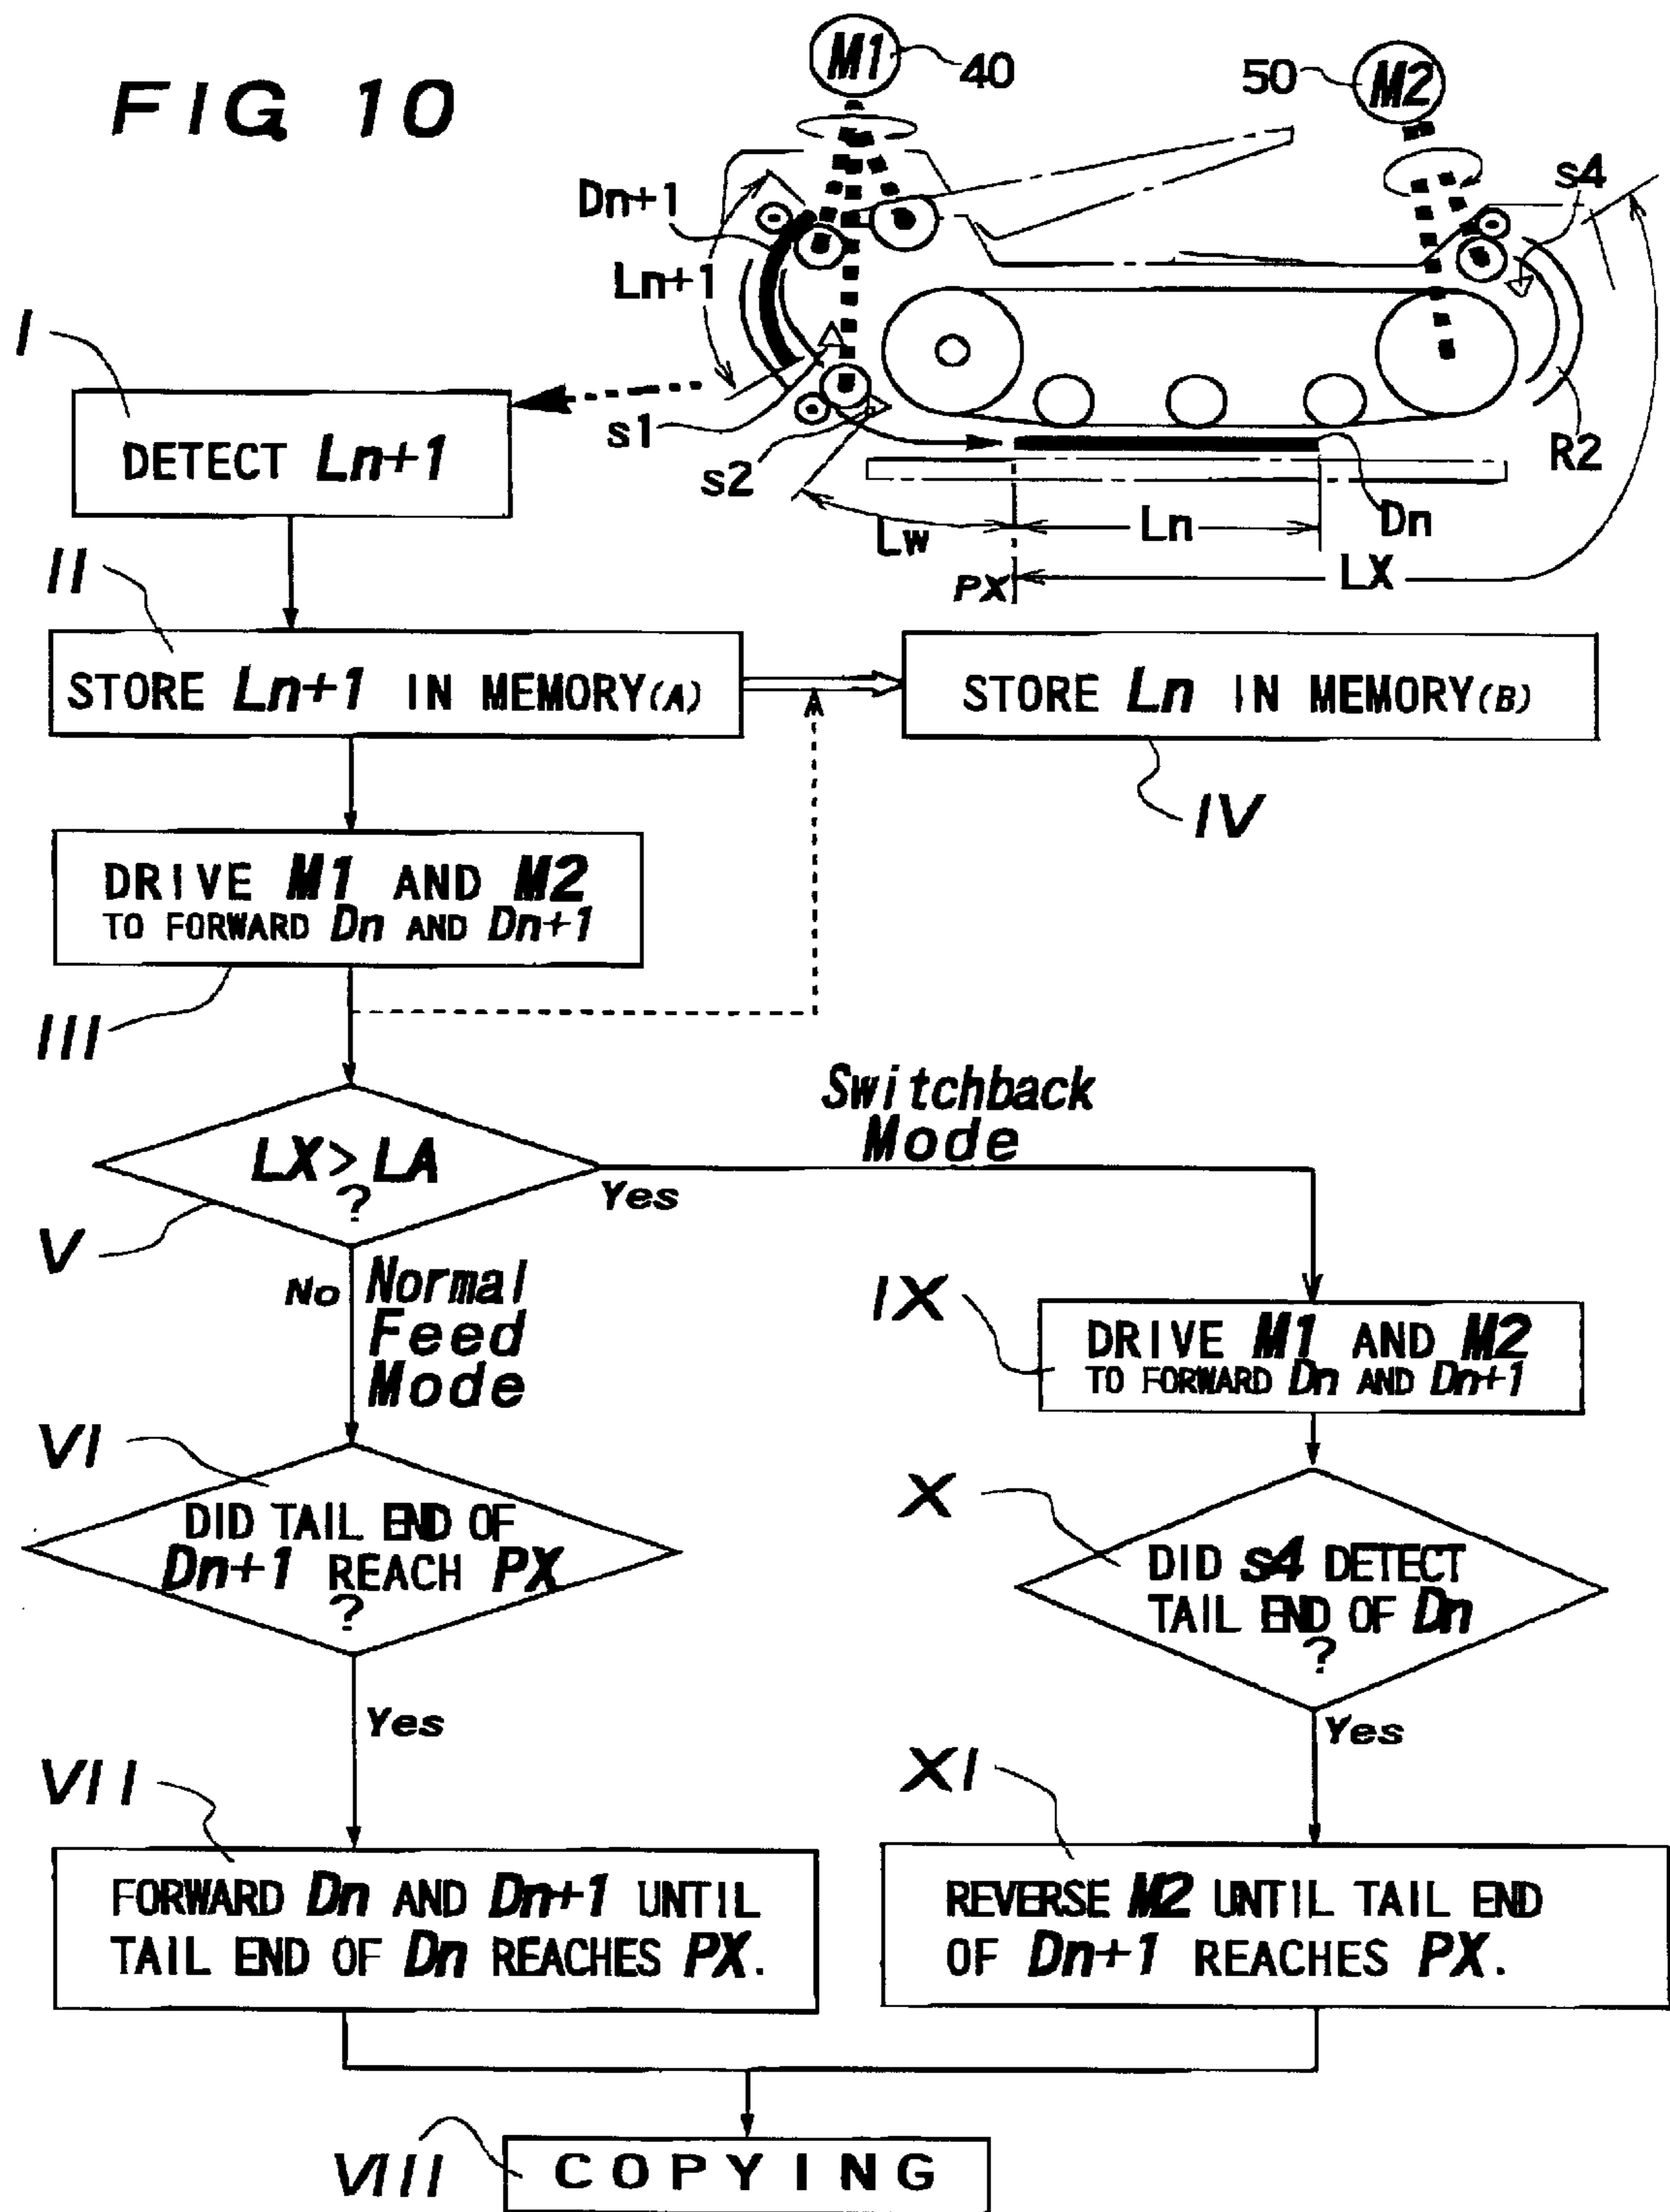 FIG. 10
M1
40
50
M2
s4
Dn+1
Ln+1
s1
s2
R2
Lw
Ln
Dn
PX
LX
I
DETECT Ln+1
II
STORE Ln+1 IN MEMORY(A)
STORE Ln IN MEMORY(B)
IV
DRIVE M1 AND M2
TO FORWARD Dn AND Dn+1
III
LX> LA
?
Yes
Switchback
Mode
V
No
Normal
Feed
Mode
IX
DRIVE M1 AND M2
TO FORWARD Dn AND Dn+1
VI
DID TAIL END OF
Dn+1 REACH PX
?
X
DID s4 DETECT
TAIL END OF Dn
?
Yes
Yes
VII
XI
FORWARD Dn AND Dn+1 UNTIL
TAIL END OF Dn REACHES PX.
REVERSE M2 UNTIL TAIL END
OF Dn+1 REACHES PX.
VIII
COPYING